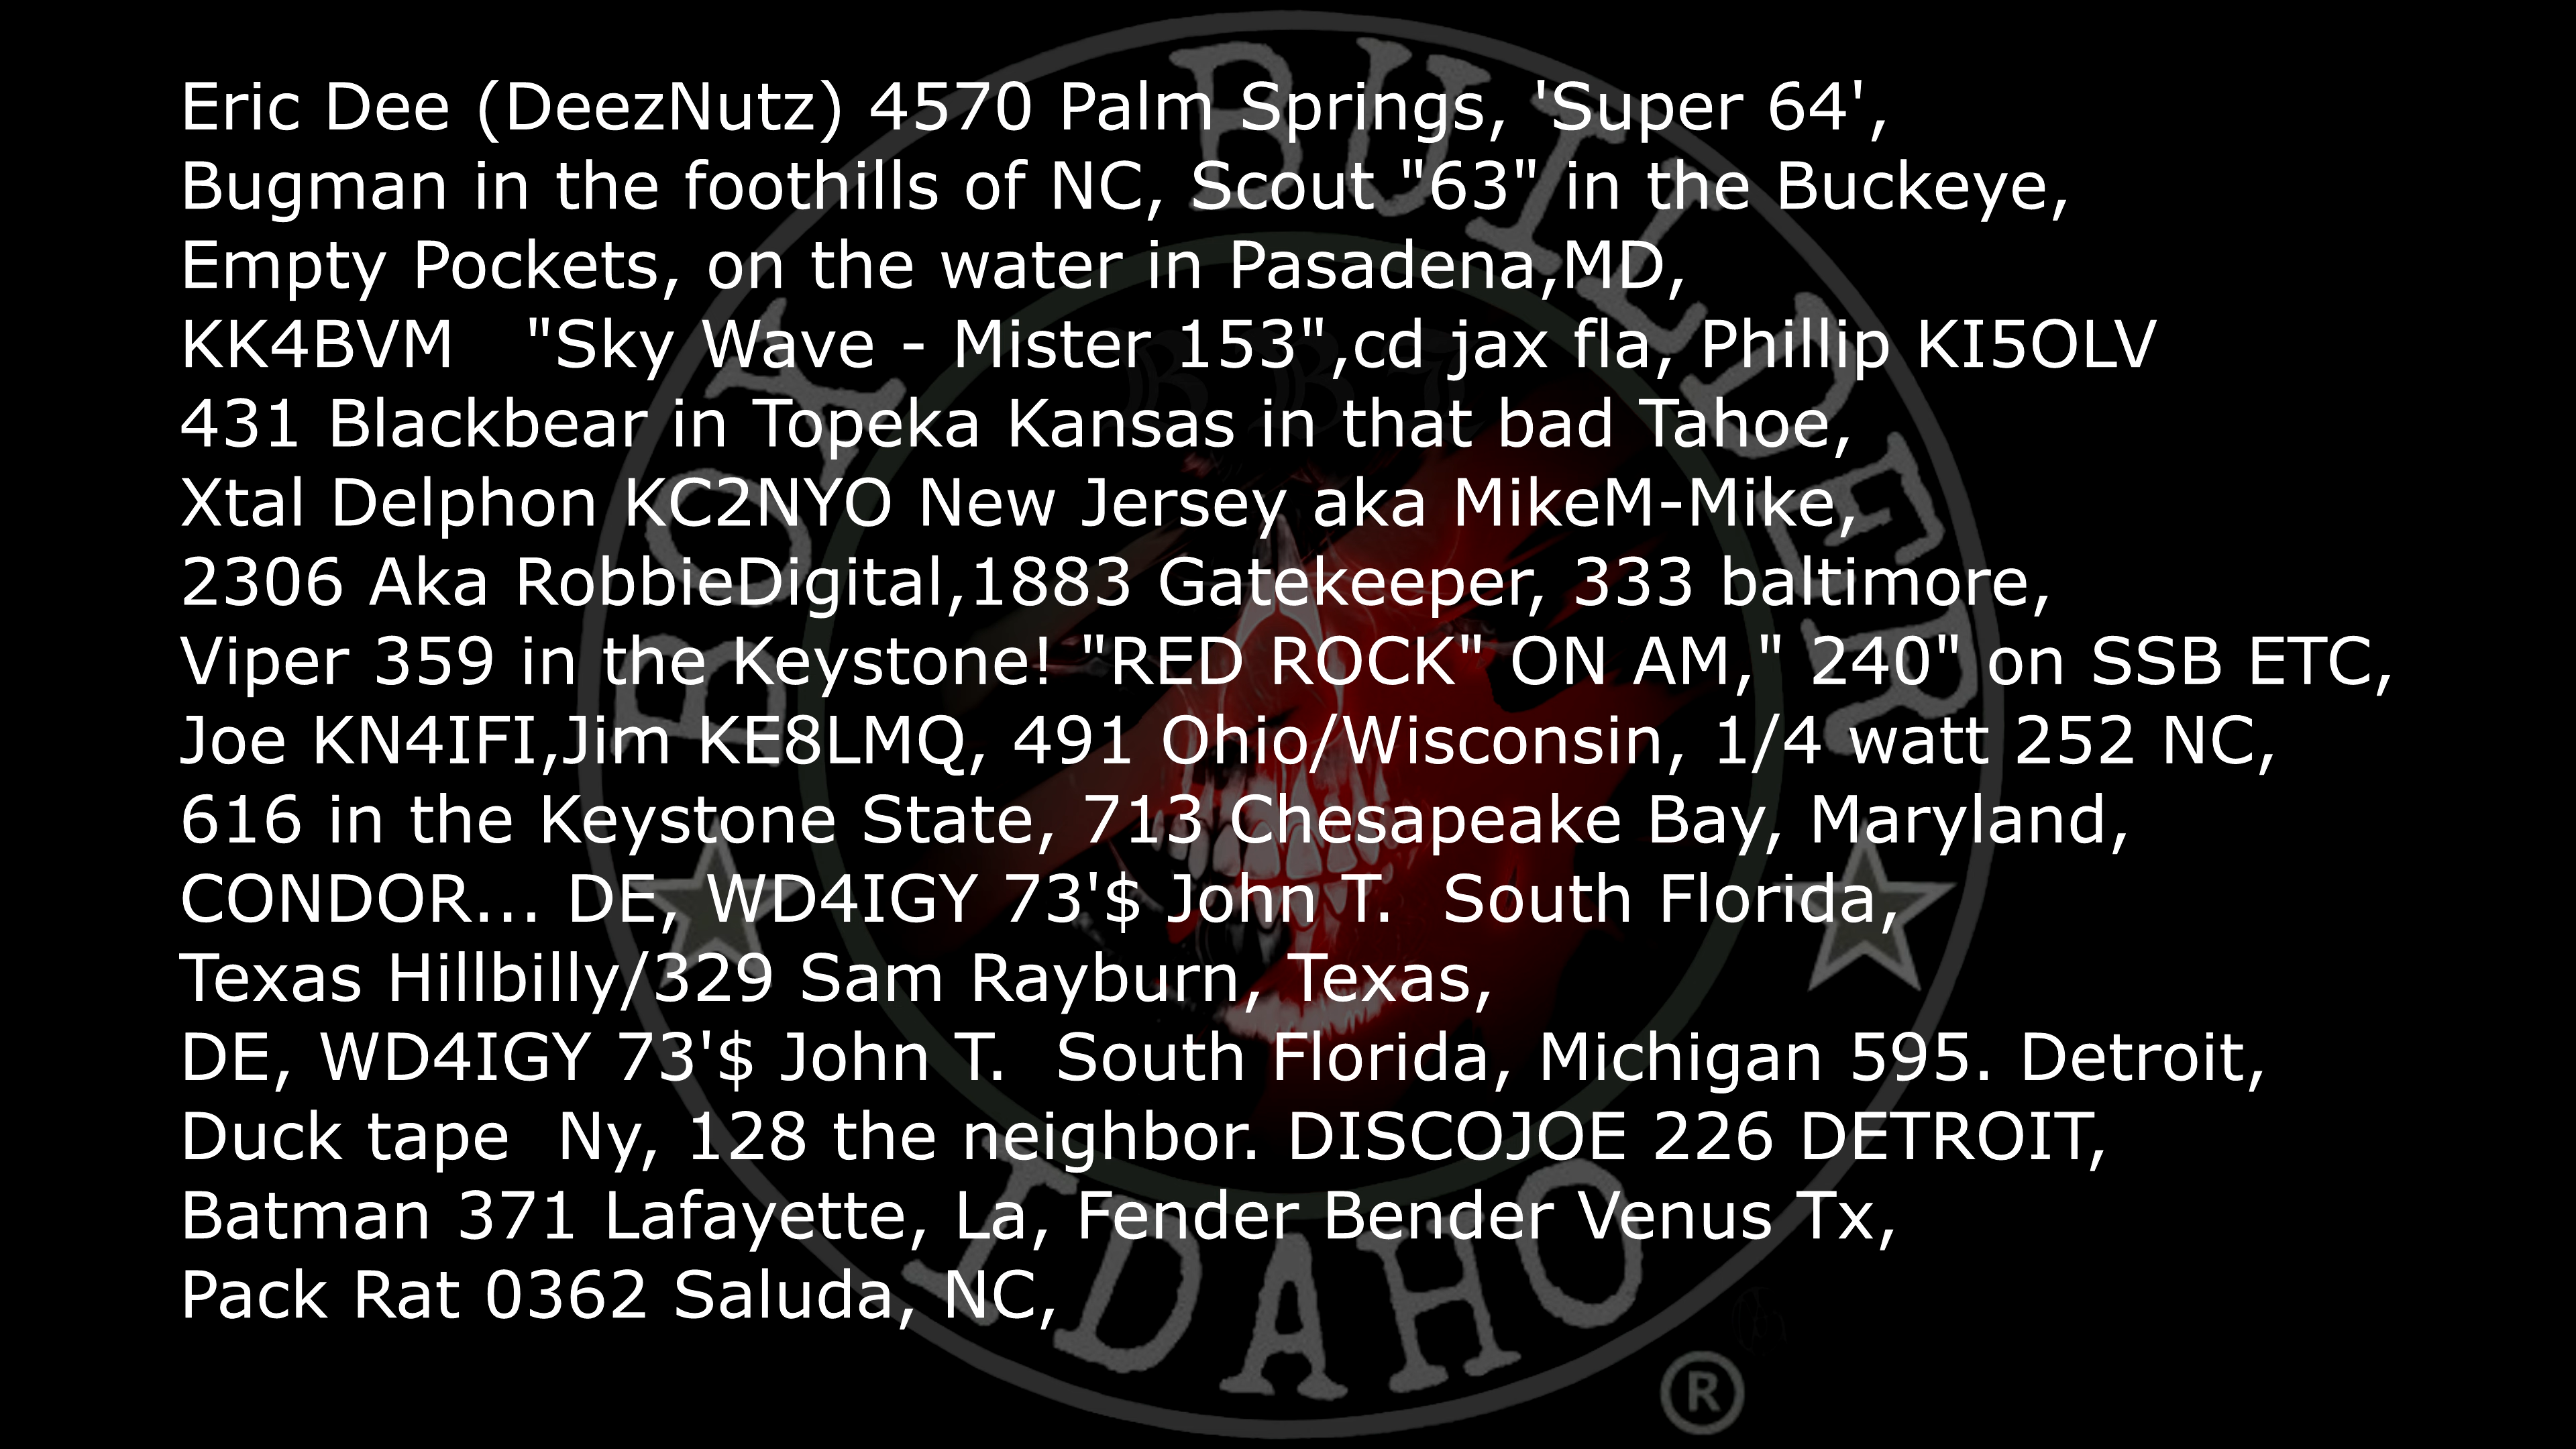 Eric Dee (DeezNutz) 4570 Palm Springs, 'Super 64',
Bugman in the foothills of NC, Scout "63" in the Buckeye,
Empty Pockets, on the water in Pasadena,MD,
KK4BVM   "Sky Wave - Mister 153",cd jax fla, Phillip KI5OLV
431 Blackbear in Topeka Kansas in that bad Tahoe,
Xtal Delphon KC2NYO New Jersey aka MikeM-Mike,
2306 Aka RobbieDigital,1883 Gatekeeper, 333 baltimore,
Viper 359 in the Keystone! "RED ROCK" ON AM," 240" on SSB ETC,
Joe KN4IFI,Jim KE8LMQ, 491 Ohio/Wisconsin, 1/4 watt 252 NC,
616 in the Keystone State, 713 Chesapeake Bay, Maryland,
CONDOR... DE, WD4IGY 73'$ John T.  South Florida,
Texas Hillbilly/329 Sam Rayburn, Texas,
DE, WD4IGY 73'$ John T.  South Florida, Michigan 595. Detroit,
Duck tape  Ny, 128 the neighbor. DISCOJOE 226 DETROIT,
Batman 371 Lafayette, La, Fender Bender Venus Tx,
Pack Rat 0362 Saluda, NC,
BOY BUILDER
BBI
IDAHO
®